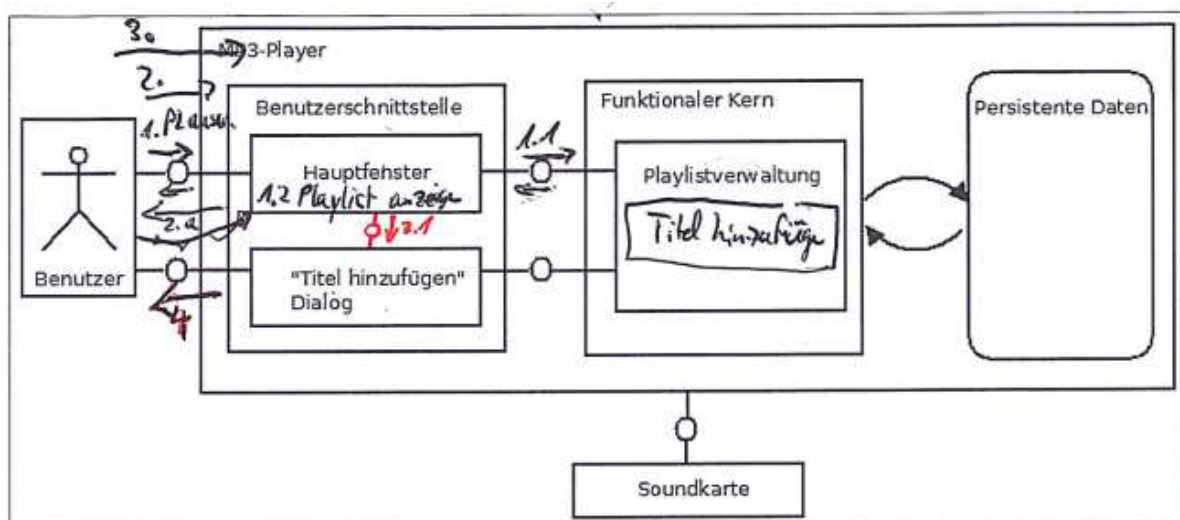 3.
MP3-Player
2.
Benutzerschnittstelle
Funktionaler Kern
Persistente Daten
1.
1.1
Hauptfenster
Playlistverwaltung
1.2 Playlist anzeigen
Titel hinzufügen
2.a
2.1
Benutzer
"Titel hinzufügen"
Dialog
4
Soundkarte